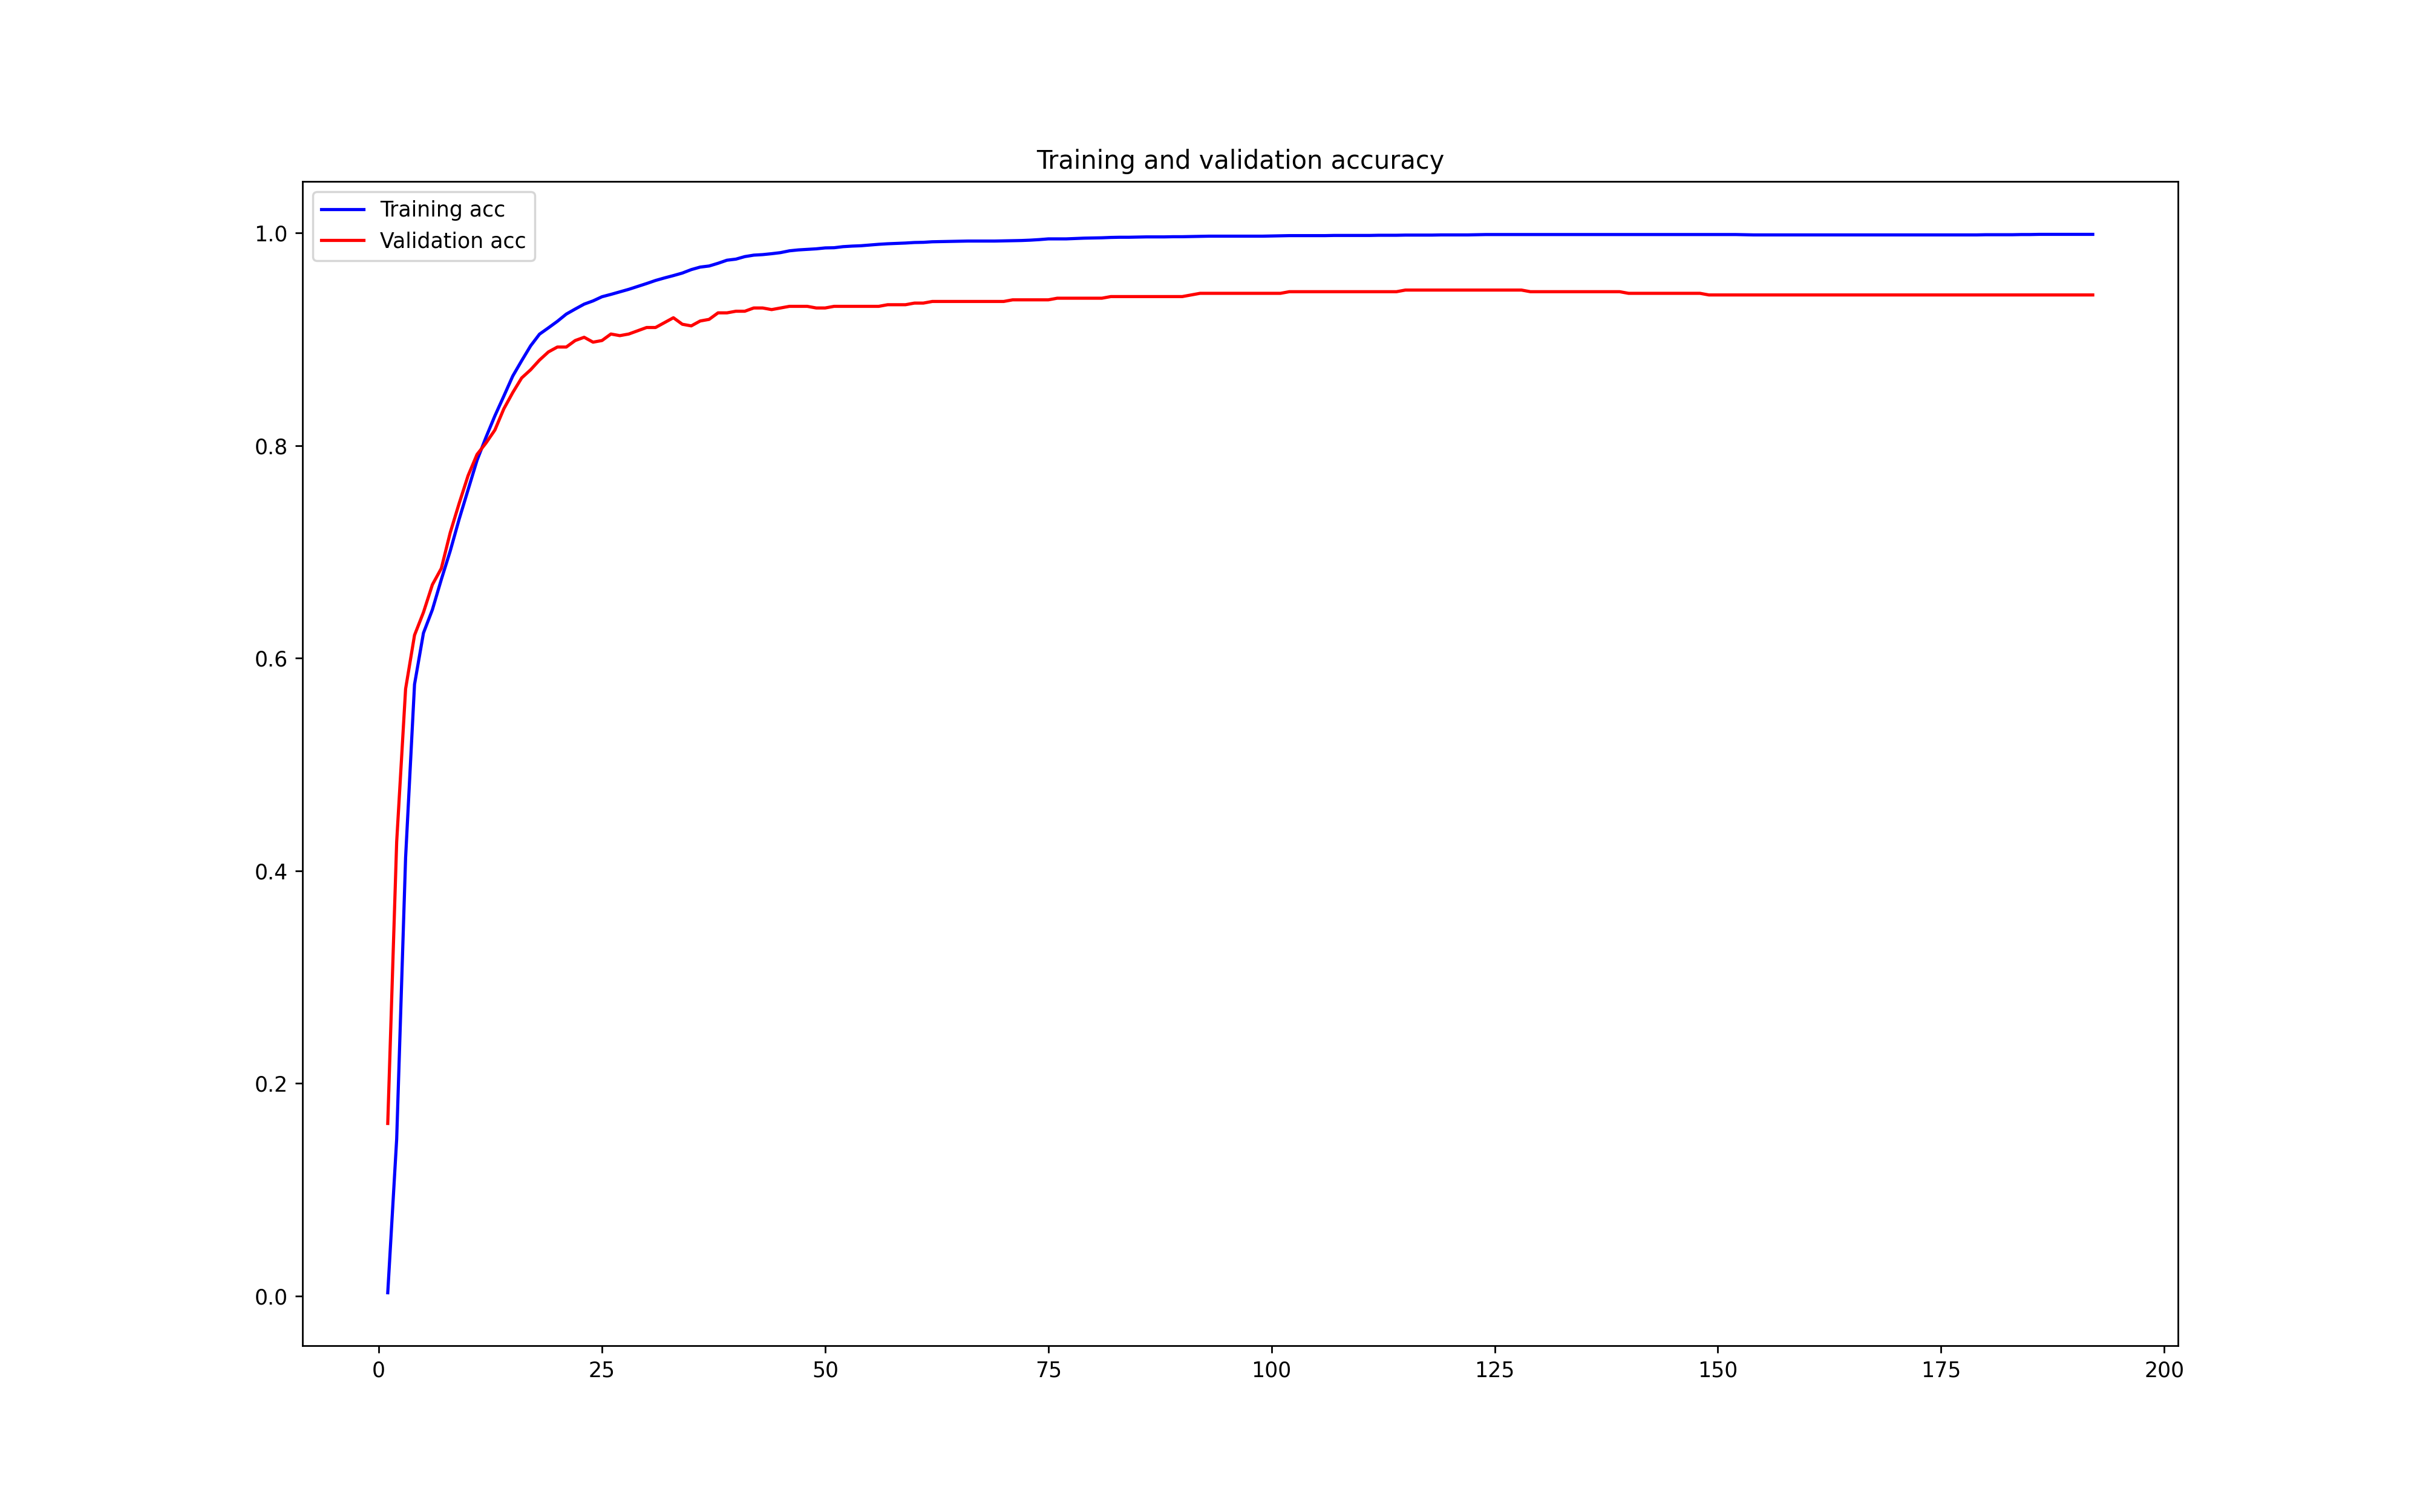 Training and validation accuracy
Training acc
Validation acc
1.0
0.8
0.6
0.4
0.2
0.0
0 25 50 75 100 125 150 175 200